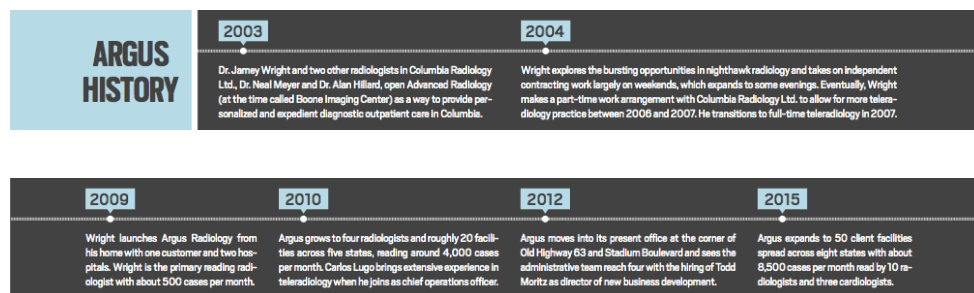 ARGUS
HISTORY
2003
Dr. Jamey Wright and two other radiologists in Columbia Radiology
Ltd., Dr. Neal Meyer and Dr. Alan Hillard, open Advanced Radiology
(at the time called Boone Imaging Center) as a way to provide per-
sonalized and expedient diagnostic outpatient care in Columbia.
2004
Wright explores the bursting opportunities in nighthawk radiology and takes on independent
contracting work largely on weekends, which expands to some evenings. Eventually, Wright
makes a part-time work arrangement with Columbia Radiology Ltd. to allow for more telera-
diology practice between 2006 and 2007. He transitions to full-time teleradiology in 2007.
2009
Wright launches Argus Radiology from
his home with one customer and two hos-
pitals. Wright is the primary reading radi-
ologist with about 500 cases per month.
2010
Argus grows to four radiologists and roughly 20 facili-
ties across five states, reading around 4,000 cases
per month. Carlos Lugo brings extensive experience in
teleradiology when he joins as chief operations officer.
2012
Argus moves into its present office at the corner of
Old Highway 63 and Stadium Boulevard and sees the
administrative team reach four with the hiring of Todd
Moritz as director of new business development.
2015
Argus expands to 50 client facilities
spread across eight states with about
8,500 cases per month read by 10 ra-
diologists and three cardiologists.